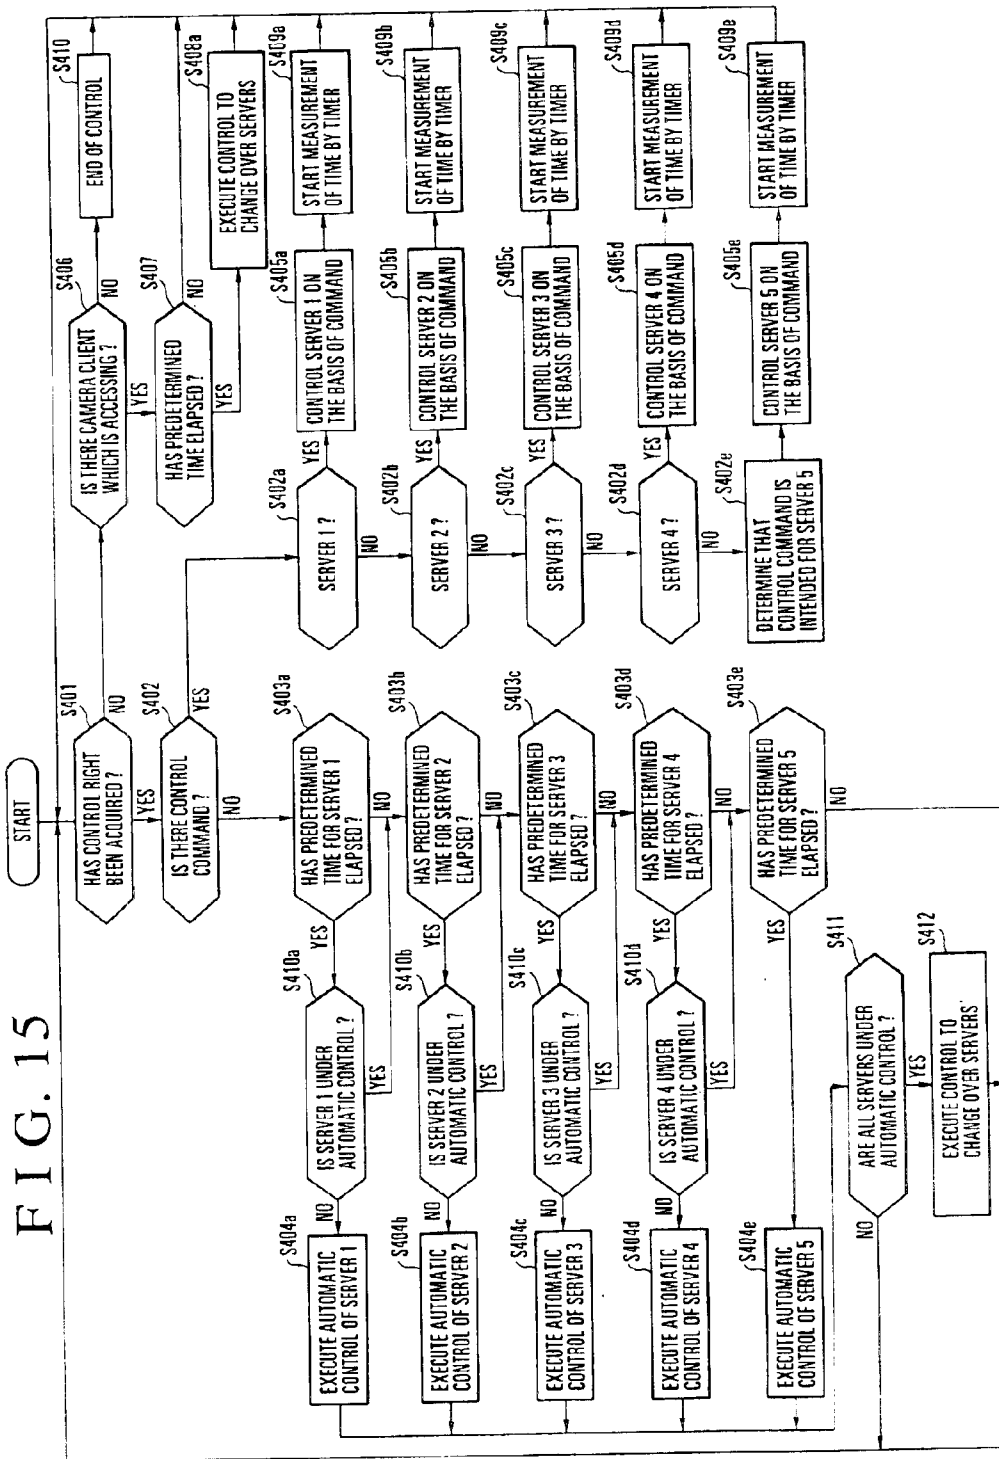 FIG. 15
START
S401
HAS CONTROL RIGHT
BEEN ACQUIRED ?
NO
YES
S402
IS THERE CONTROL
COMMAND ?
YES
NO
S406
IS THERE CAMERA CLIENT
WHICH IS ACCESSING ?
NO
YES
S410
END OF CONTROL
S407
HAS PREDETERMINED
TIME ELAPSED ?
NO
YES
S408a
EXECUTE CONTROL TO
CHANGE OVER SERVERS
S402a
SERVER 1 ?
YES
NO
S405a
CONTROL SERVER 1 ON
THE BASIS OF COMMAND
S409a
START MEASUREMENT
OF TIME BY TIMER
S402b
SERVER 2 ?
YES
NO
S405b
CONTROL SERVER 2 ON
THE BASIS OF COMMAND
S409b
START MEASUREMENT
OF TIME BY TIMER
S402c
SERVER 3 ?
YES
NO
S405c
CONTROL SERVER 3 ON
THE BASIS OF COMMAND
S409c
START MEASUREMENT
OF TIME BY TIMER
S402d
SERVER 4 ?
YES
NO
S405d
CONTROL SERVER 4 ON
THE BASIS OF COMMAND
S409d
START MEASUREMENT
OF TIME BY TIMER
S402e
DETERMINE THAT
CONTROL COMMAND IS
INTENDED FOR SERVER 5
S405e
CONTROL SERVER 5 ON
THE BASIS OF COMMAND
S409e
START MEASUREMENT
OF TIME BY TIMER
S403a
HAS PREDETERMINED
TIME FOR SERVER 1
ELAPSED ?
YES
NO
S410a
IS SERVER 1 UNDER
AUTOMATIC CONTROL ?
NO
YES
S404a
EXECUTE AUTOMATIC
CONTROL OF SERVER 1
S403b
HAS PREDETERMINED
TIME FOR SERVER 2
ELAPSED ?
YES
NO
S410b
IS SERVER 2 UNDER
AUTOMATIC CONTROL ?
NO
YES
S404b
EXECUTE AUTOMATIC
CONTROL OF SERVER 2
S403c
HAS PREDETERMINED
TIME FOR SERVER 3
ELAPSED ?
YES
NO
S410c
IS SERVER 3 UNDER
AUTOMATIC CONTROL ?
NO
YES
S404c
EXECUTE AUTOMATIC
CONTROL OF SERVER 3
S403d
HAS PREDETERMINED
TIME FOR SERVER 4
ELAPSED ?
YES
NO
S410d
IS SERVER 4 UNDER
AUTOMATIC CONTROL ?
NO
YES
S404d
EXECUTE AUTOMATIC
CONTROL OF SERVER 4
S403e
HAS PREDETERMINED
TIME FOR SERVER 5
ELAPSED ?
YES
NO
S404e
EXECUTE AUTOMATIC
CONTROL OF SERVER 5
S411
ARE ALL SERVERS UNDER
AUTOMATIC CONTROL ?
NO
YES
S412
EXECUTE CONTROL TO
CHANGE OVER SERVERS'